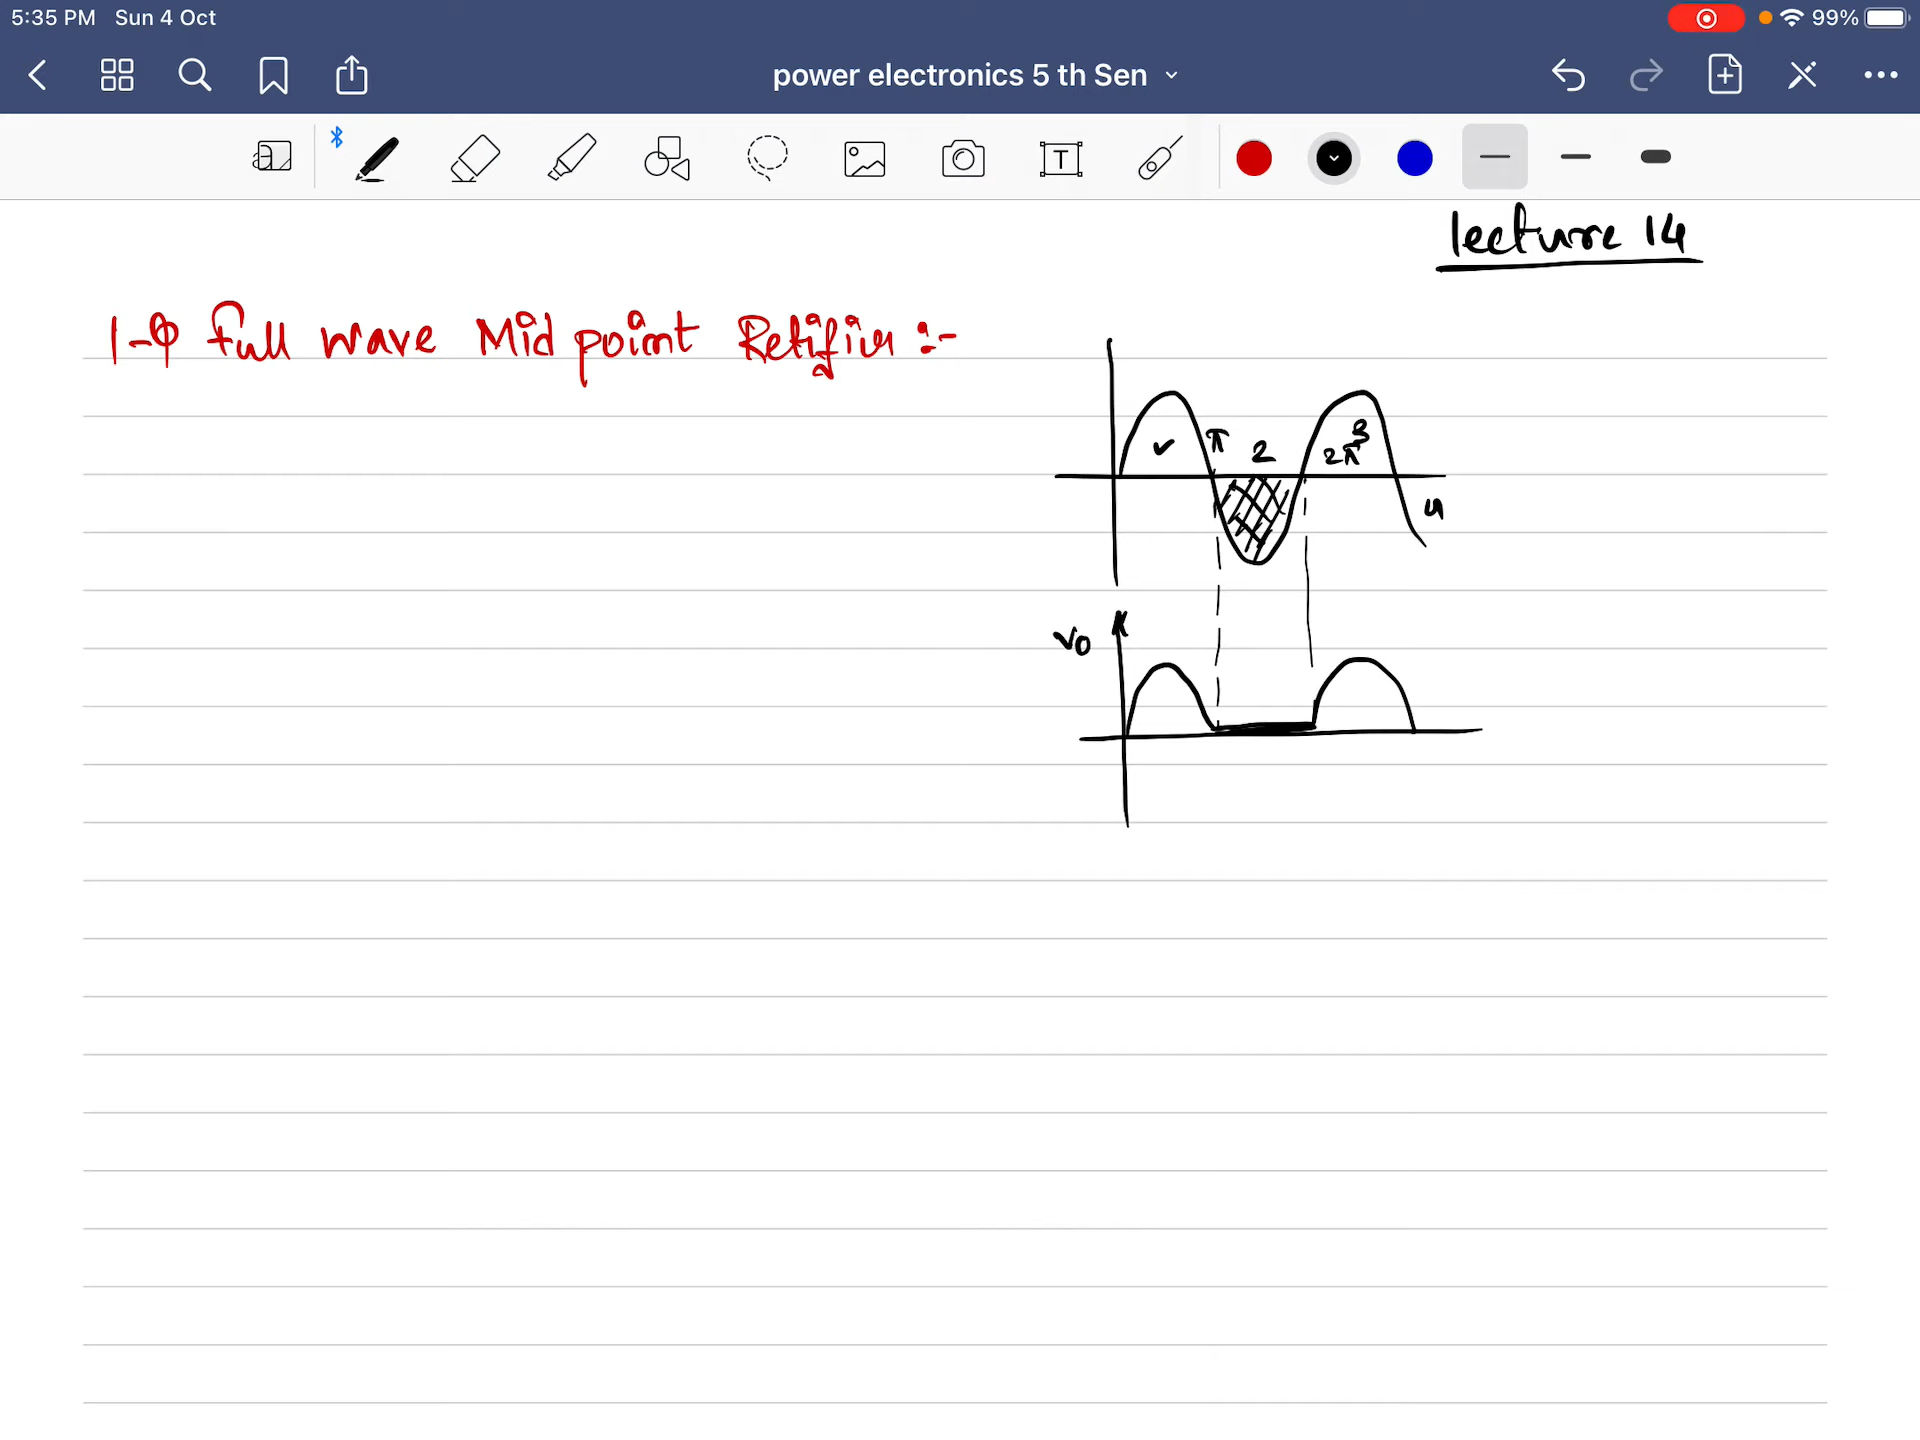 5:35 PM Sun 4 Oct 99%
power electronics 5 th Sen
T
lecture 14
1-Φ full wave Mid point Retifier :-
π 2 2π 3
4
v0